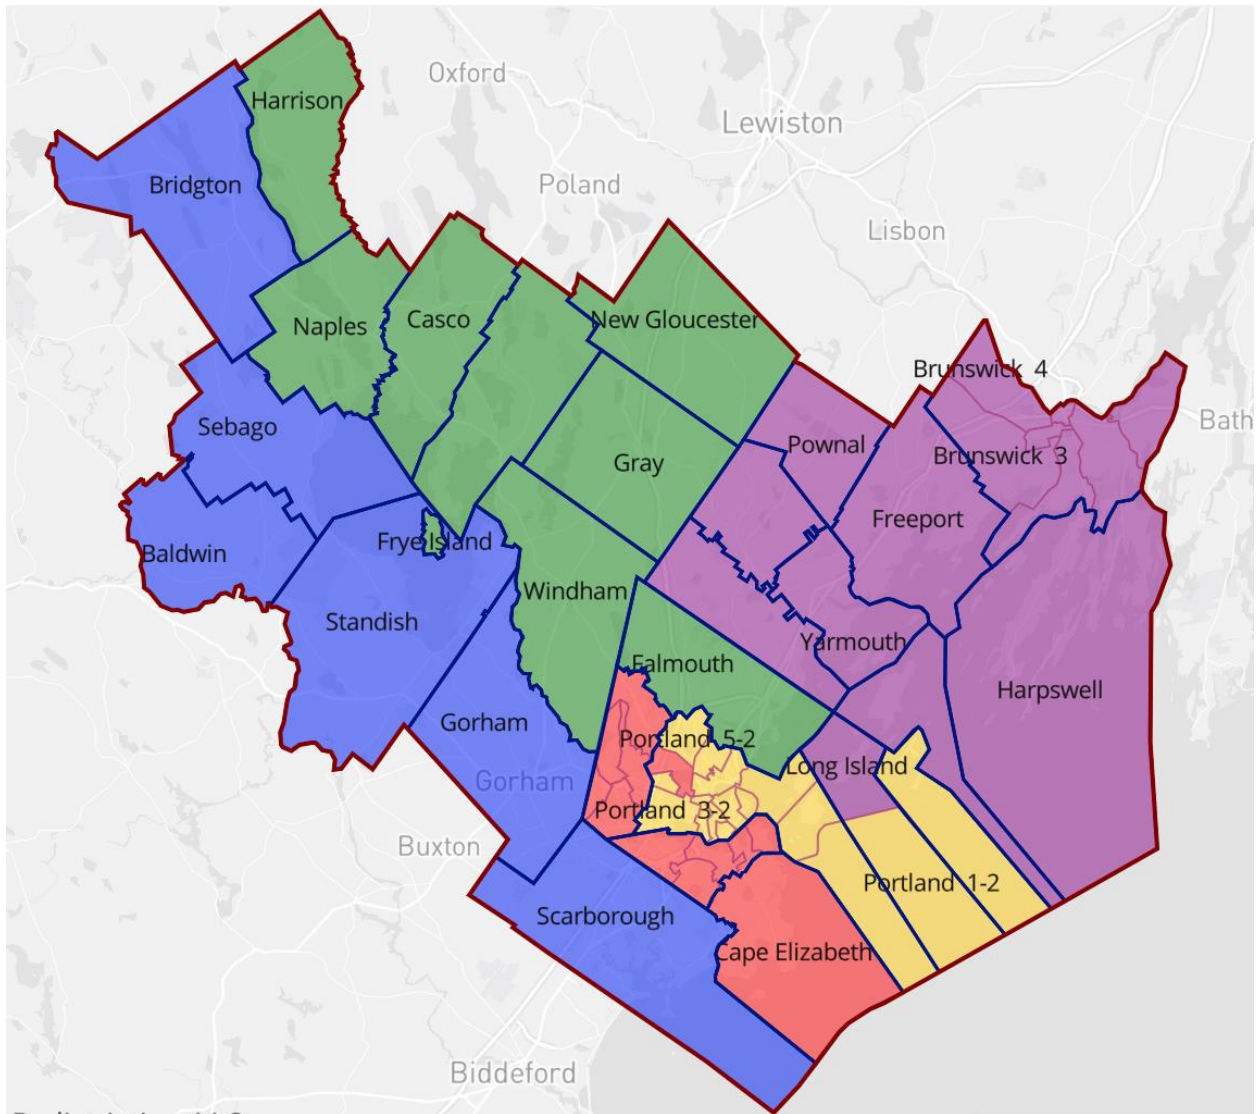 Oxford
Harrison
Lewiston
Bridgton
Poland
Lisbon
Naples
Casco
New Gloucester
Brunswick 4
Bath
Sebago
Pownal
Brunswick 3
Gray
Freeport
Baldwin
Frye Island
Windham
Standish
Yarmouth
Falmouth
Harpswell
Gorham
Portland 5-2
Long Island
Gorham
Portland 3-2
Buxton
Portland 1-2
Scarborough
Cape Elizabeth
Biddeford